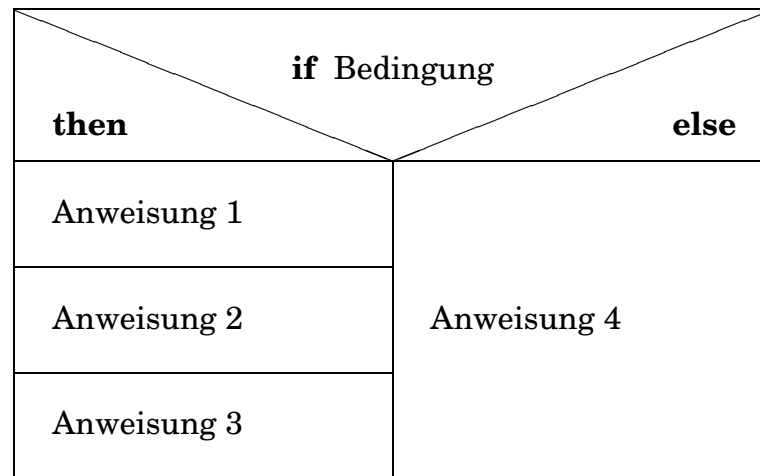 if Bedingung
then else
Anweisung 1
Anweisung 2 Anweisung 4
Anweisung 3